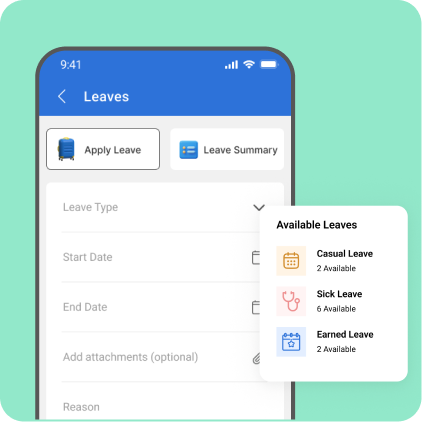 9:41
Leaves
Apply Leave
Leave Summary
Leave Type
Start Date
End Date
Add attachments (optional)
Reason
Available Leaves
Casual Leave
2 Available
Sick Leave
6 Available
Earned Leave
2 Available